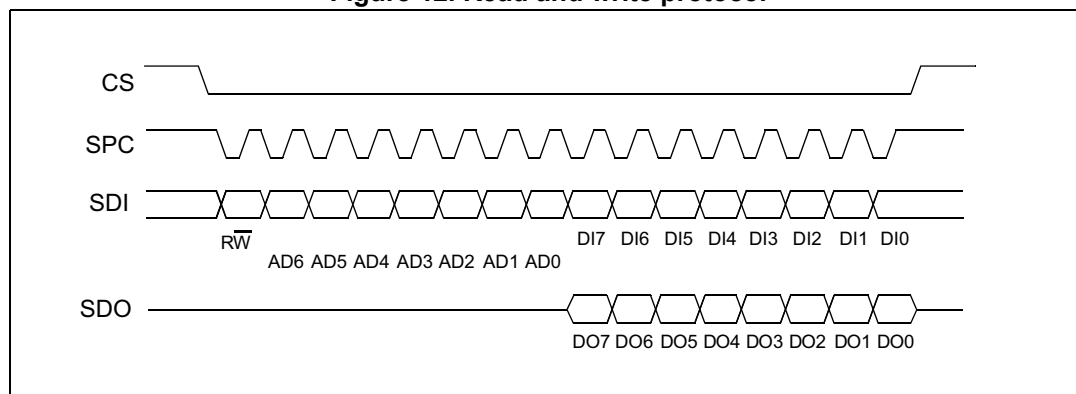 Figure 12. Read and write protocol
CS
SPC
SDI
RW DI7 DI6 DI5 DI4 DI3 DI2 DI1 DI0
AD6 AD5 AD4 AD3 AD2 AD1 AD0
SDO
DO7 DO6 DO5 DO4 DO3 DO2 DO1 DO0